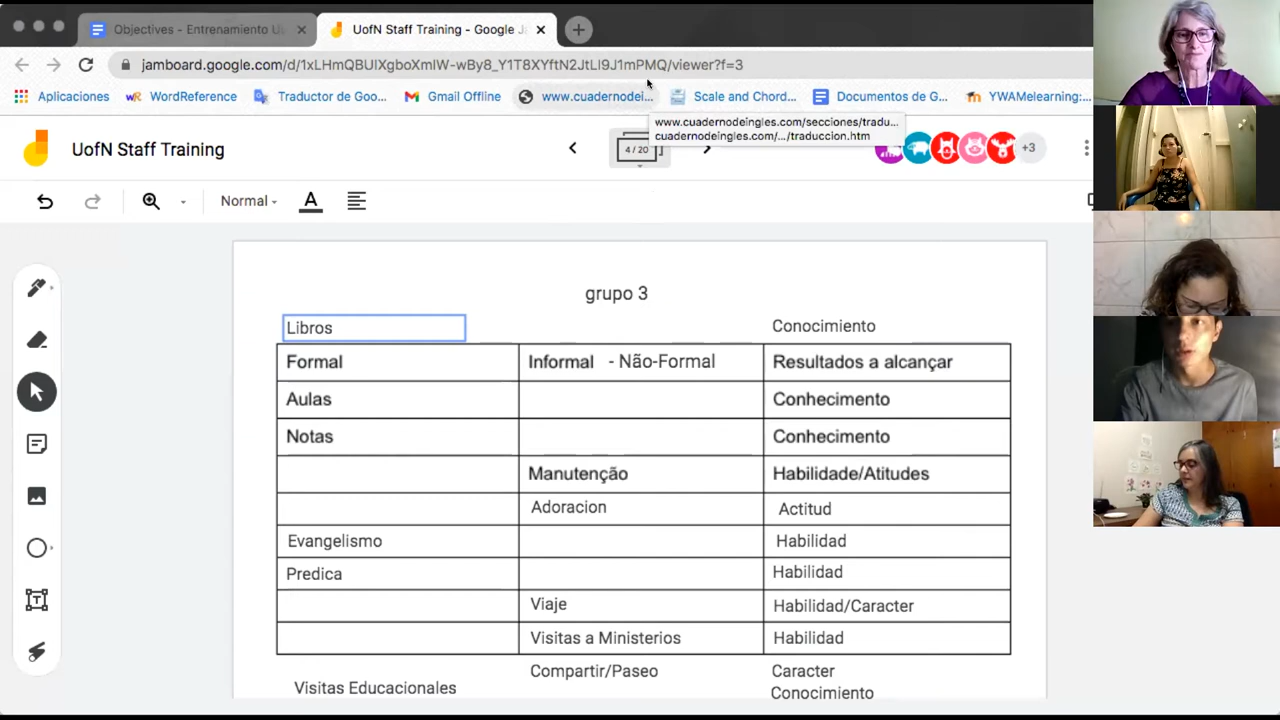 Objectives - Entrenamiento U
UofN Staff Training - Google Ja
jamboard.google.com/d/1xLHmQBUIXgboXmIW-wBy8_Y1T8XYftN2JtLl9J1mPMQ/viewer?f=3
Aplicaciones WordReference Traductor de Goo... Gmail Offline www.cuadernodei... Scale and Chord... Documentos de G... YWAMelearning:...
www.cuadernodeingles.com/secciones/tradu...
cuadernodeingles.com/.../traduccion.htm
UofN Staff Training 4 / 20 +3
Normal A
grupo 3
Libros Conocimiento
Formal Informal - Não-Formal Resultados a alcançar
Aulas Conhecimento
Notas Conhecimento
Manutenção Habilidade/Atitudes
Adoracion Actitud
Evangelismo Habilidad
Predica Habilidad
Viaje Habilidad/Caracter
Visitas a Ministerios Habilidad
Compartir/Paseo Caracter
Visitas Educacionales Conocimiento